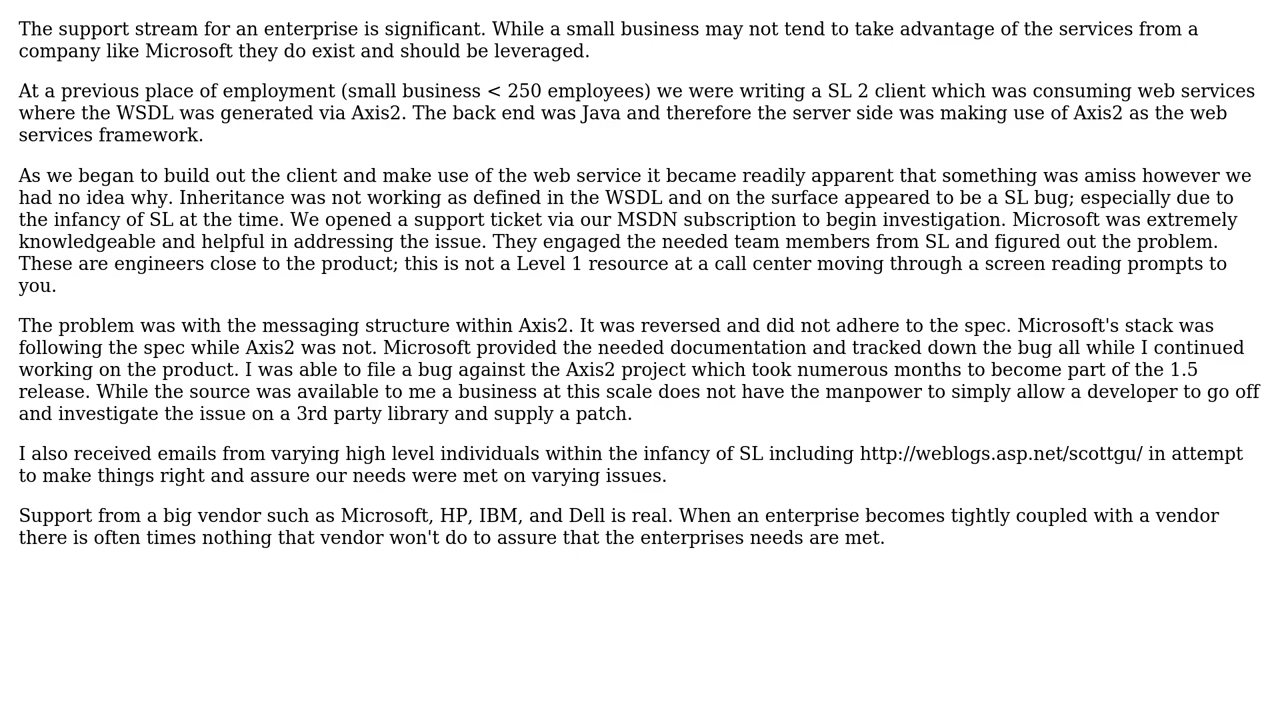 The support stream for an enterprise is significant. While a small business may not tend to take advantage of the services from a
company like Microsoft they do exist and should be leveraged.
At a previous place of employment (small business < 250 employees) we were writing a SL 2 client which was consuming web services
where the WSDL was generated via Axis2. The back end was Java and therefore the server side was making use of Axis2 as the web
services framework.
As we began to build out the client and make use of the web service it became readily apparent that something was amiss however we
had no idea why. Inheritance was not working as defined in the WSDL and on the surface appeared to be a SL bug; especially due to
the infancy of SL at the time. We opened a support ticket via our MSDN subscription to begin investigation. Microsoft was extremely
knowledgeable and helpful in addressing the issue. They engaged the needed team members from SL and figured out the problem.
These are engineers close to the product; this is not a Level 1 resource at a call center moving through a screen reading prompts to
you.
The problem was with the messaging structure within Axis2. It was reversed and did not adhere to the spec. Microsoft's stack was
following the spec while Axis2 was not. Microsoft provided the needed documentation and tracked down the bug all while I continued
working on the product. I was able to file a bug against the Axis2 project which took numerous months to become part of the 1.5
release. While the source was available to me a business at this scale does not have the manpower to simply allow a developer to go off
and investigate the issue on a 3rd party library and supply a patch.
I also received emails from varying high level individuals within the infancy of SL including http://weblogs.asp.net/scottgu/ in attempt
to make things right and assure our needs were met on varying issues.
Support from a big vendor such as Microsoft, HP, IBM, and Dell is real. When an enterprise becomes tightly coupled with a vendor
there is often times nothing that vendor won't do to assure that the enterprises needs are met.